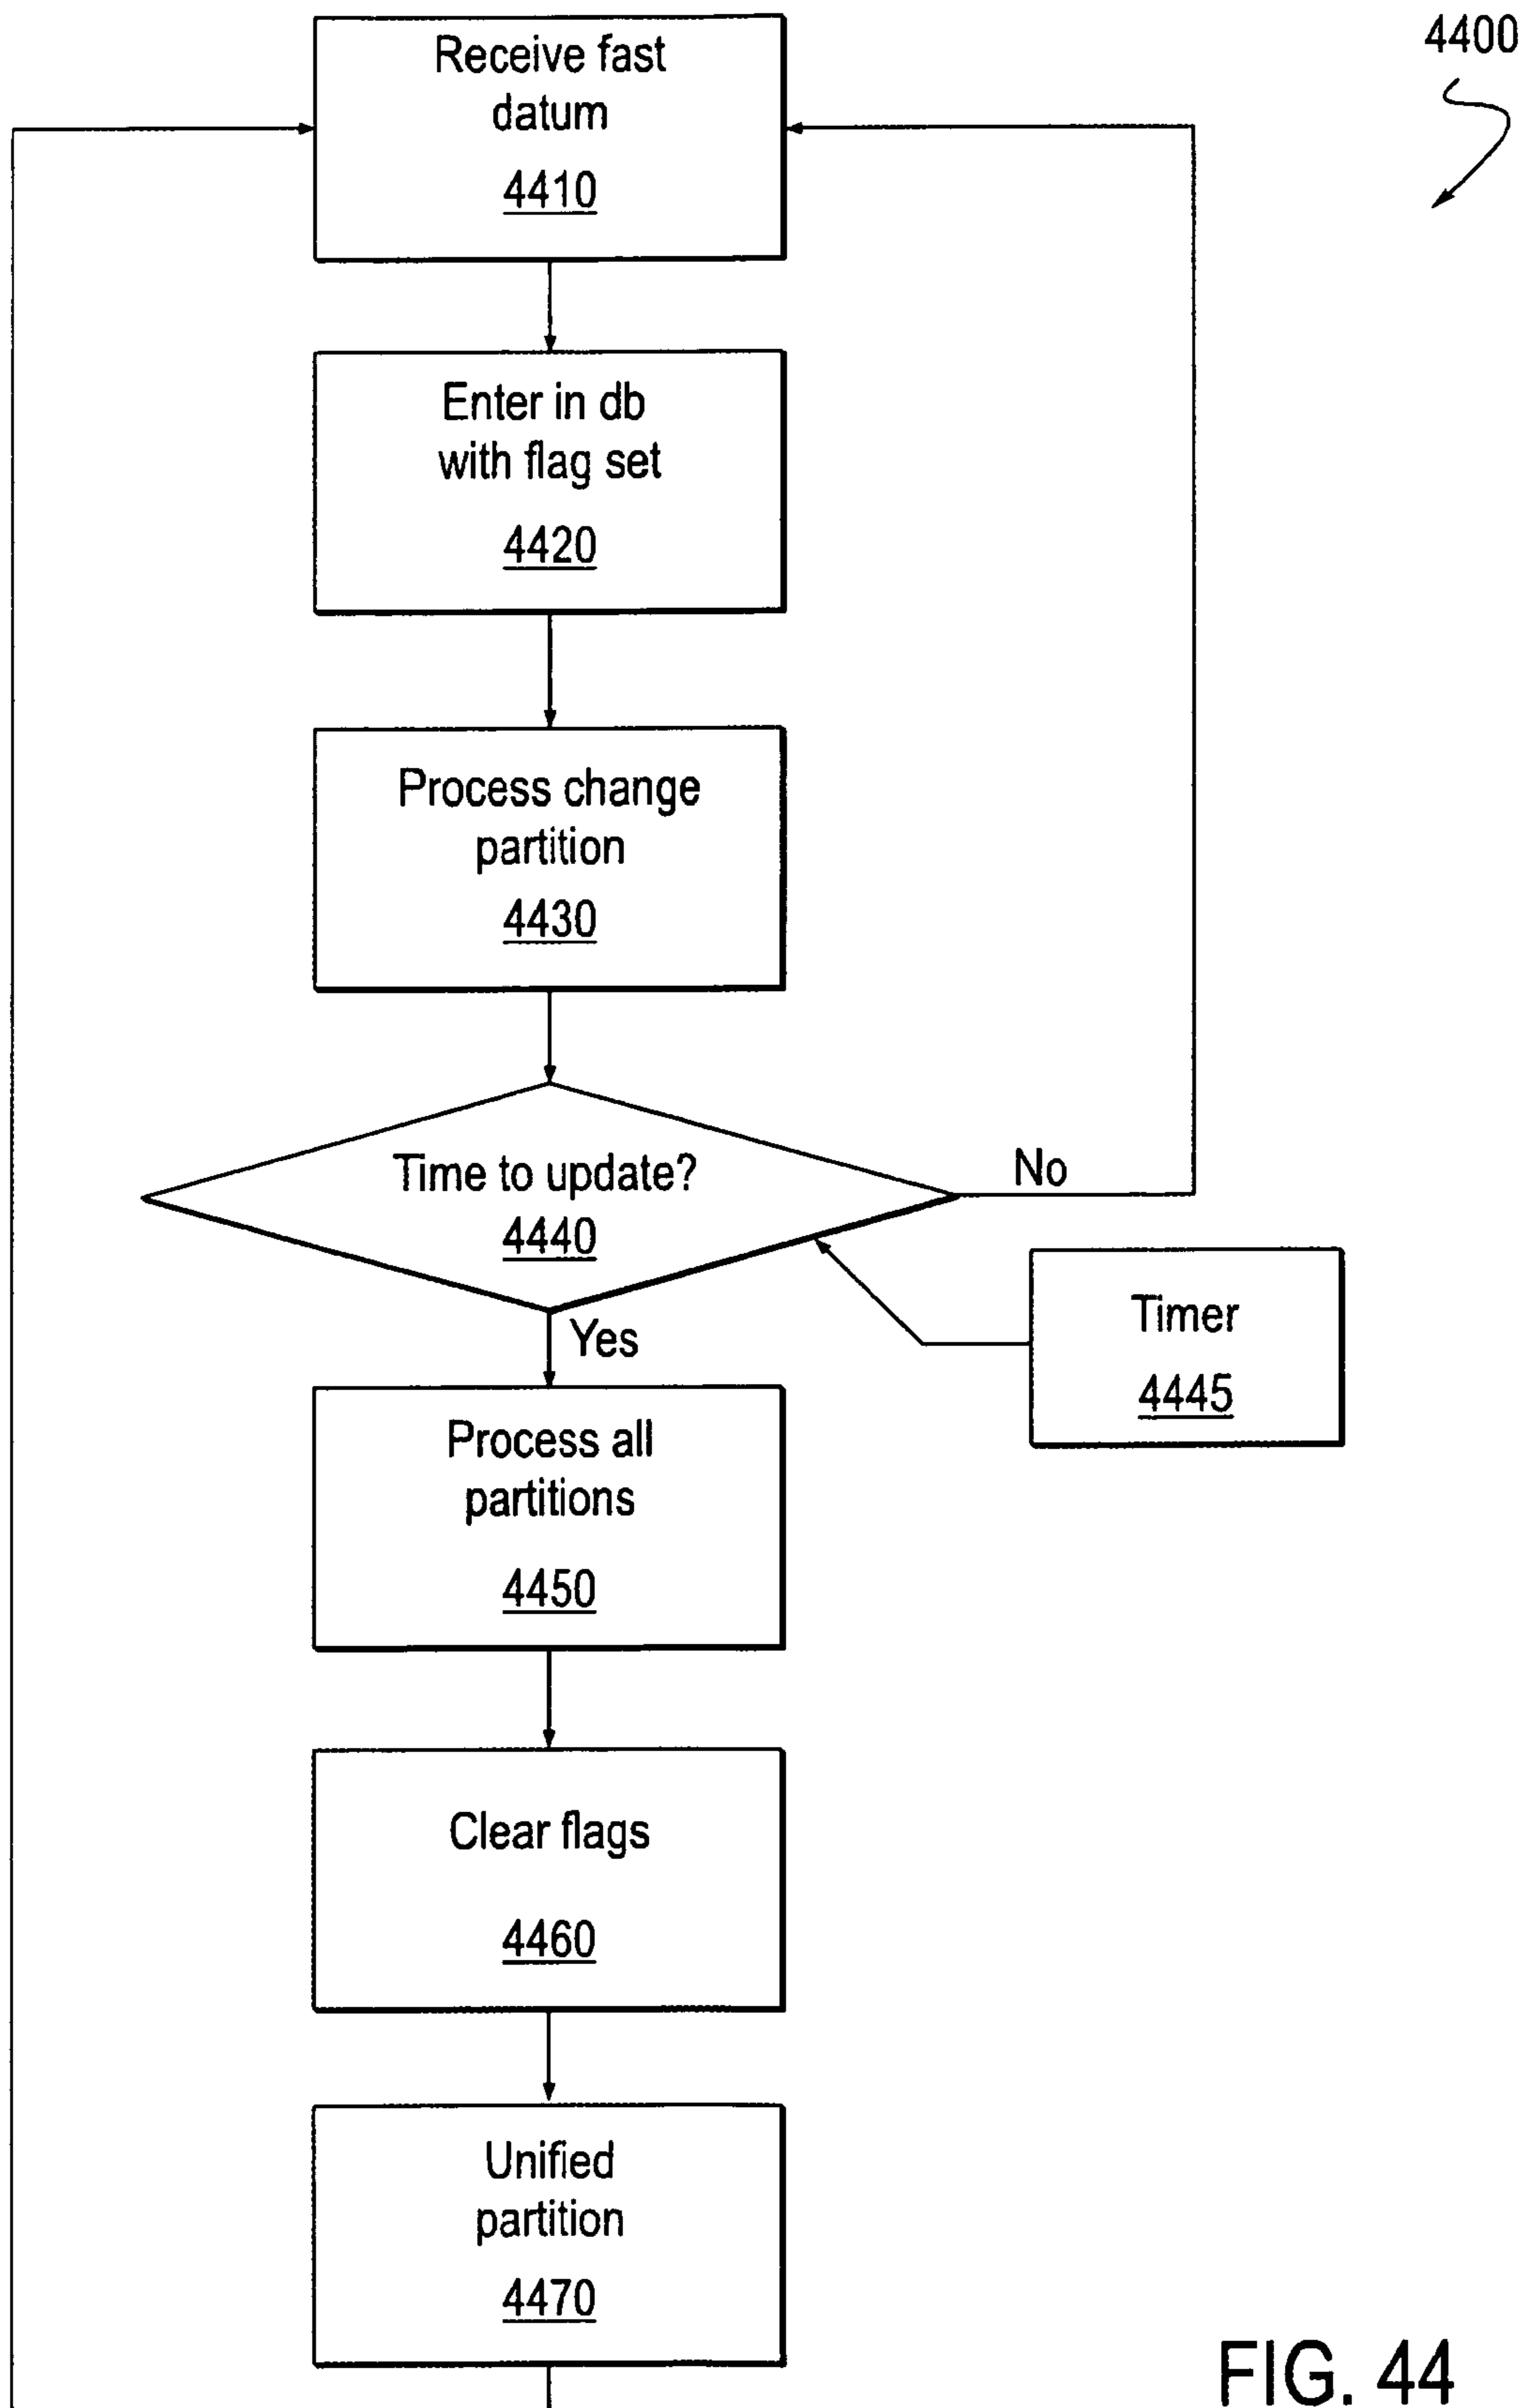 4400
Receive fast
datum
4410
Enter in db
with flag set
4420
Process change
partition
4430
Time to update?
4440
No
Timer
4445
Yes
Process all
partitions
4450
Clear flags
4460
Unified
partition
4470
FIG. 44